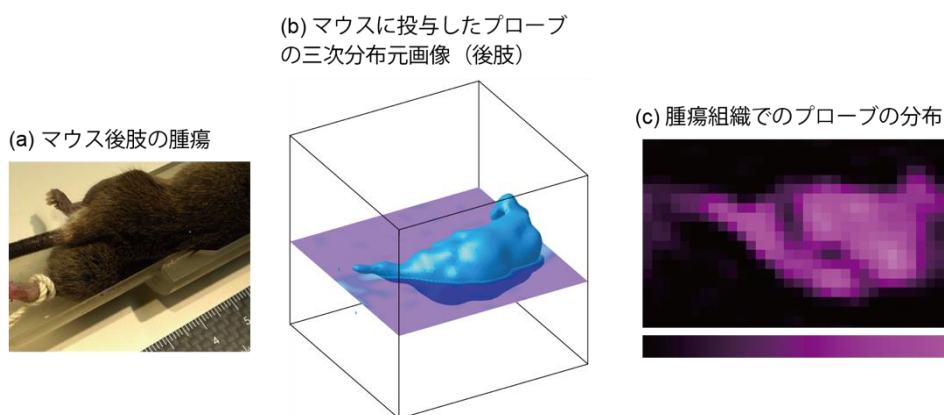 (a) マウス後肢の腫瘍
(b) マウスに投与したプローブ
の三次分布元画像（後肢）
(c) 腫瘍組織でのプローブの分布
4
5